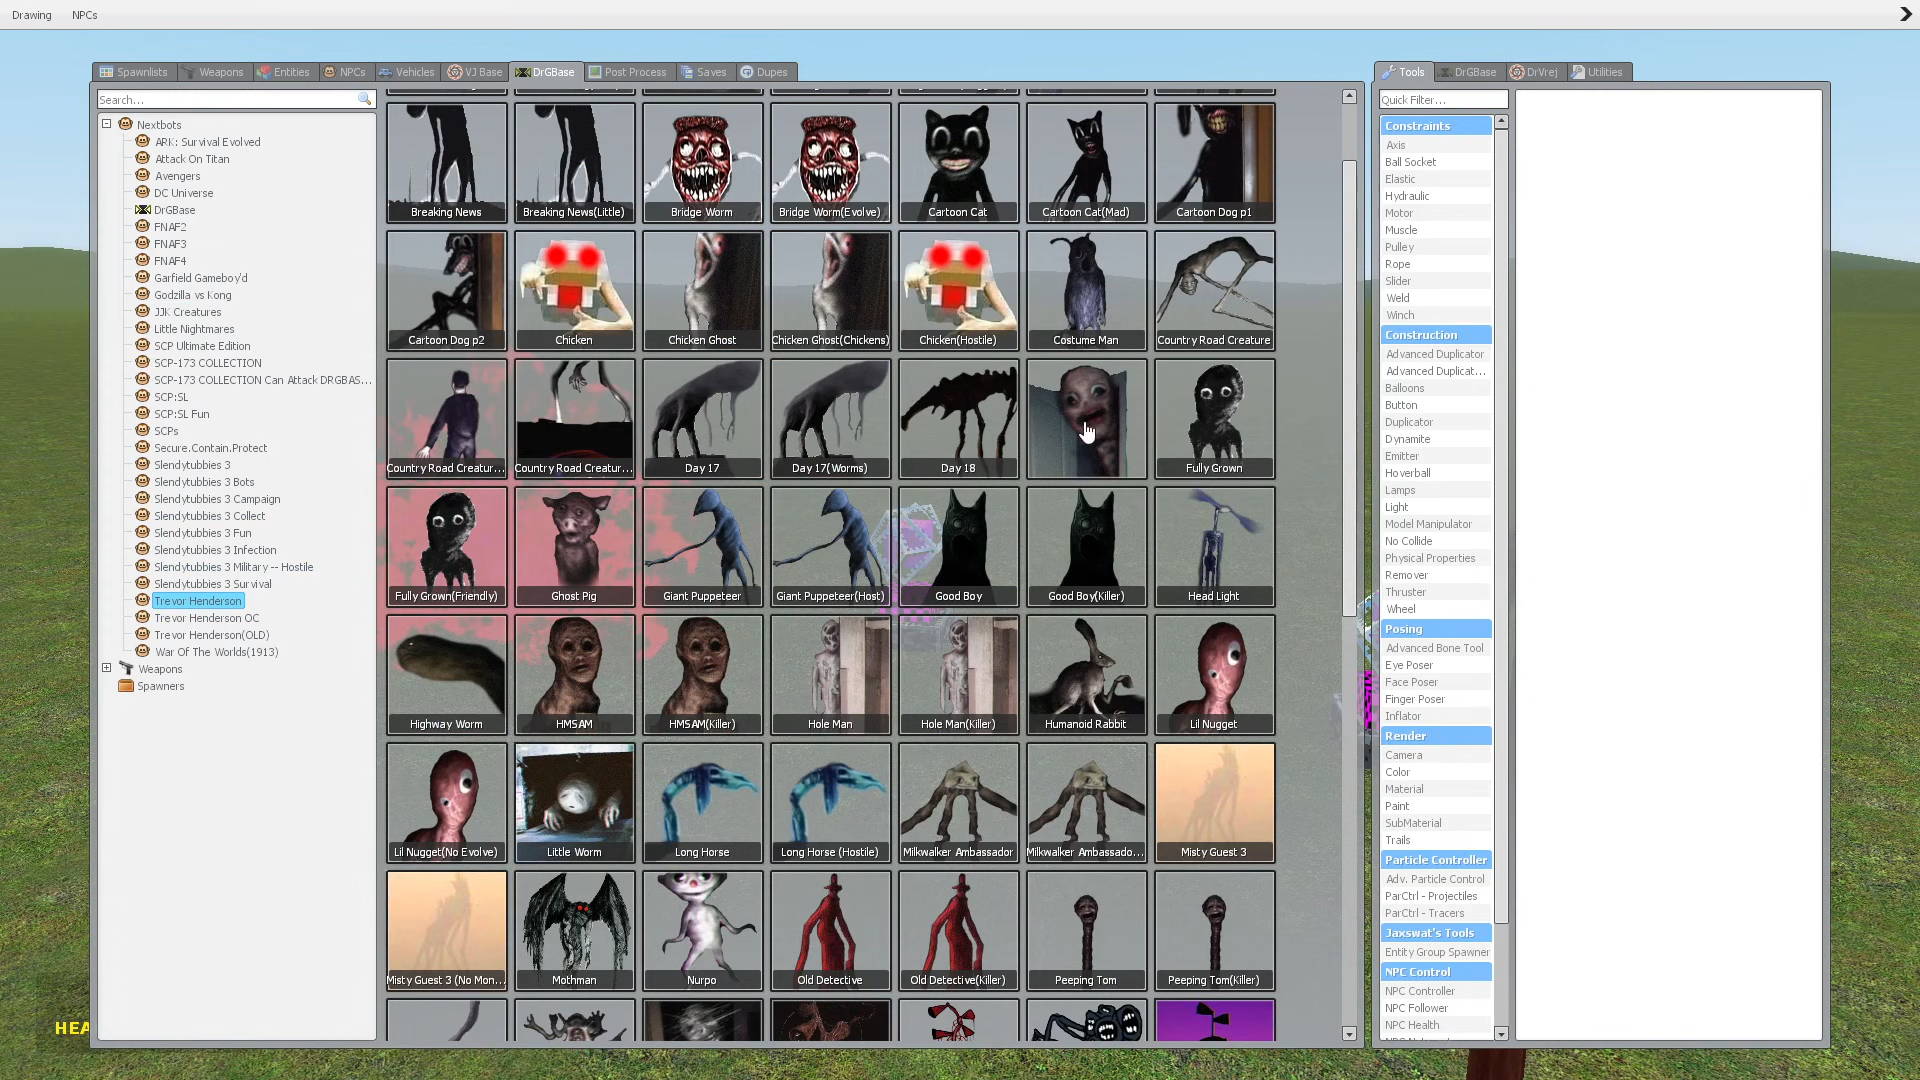 Drawing NPCs
Spawnlists Weapons Entities NPCs Vehicles VJ Base DrGBase Post Process Saves Dupes
Search...
Nextbots
ARK: Survival Evolved
Attack On Titan
Avengers
DC Universe
DrGBase
FNAF2
FNAF3
FNAF4
Garfield Gameboy'd
Godzilla vs Kong
JJK Creatures
Little Nightmares
SCP Ultimate Edition
SCP-173 COLLECTION
SCP-173 COLLECTION Can Attack DRGBAS...
SCP:SL
SCP:SL Fun
SCPs
Secure.Contain.Protect
Slendytubbies 3
Slendytubbies 3 Bots
Slendytubbies 3 Campaign
Slendytubbies 3 Collect
Slendytubbies 3 Fun
Slendytubbies 3 Infection
Slendytubbies 3 Military -- Hostile
Slendytubbies 3 Survival
Trevor Henderson
Trevor Henderson OC
Trevor Henderson(OLD)
War Of The Worlds(1913)
Weapons
Spawners
HEA
Breaking News Breaking News(Little) Bridge Worm Bridge Worm(Evolve) Cartoon Cat Cartoon Cat(Mad) Cartoon Dog p1
Cartoon Dog p2 Chicken Chicken Ghost Chicken Ghost(Chickens) Chicken(Hostile) Costume Man Country Road Creature
Country Road Creatur... Country Road Creatur... Day 17 Day 17(Worms) Day 18 Fully Grown
Fully Grown(Friendly) Ghost Pig Giant Puppeteer Giant Puppeteer(Host) Good Boy Good Boy(Killer) Head Light
Highway Worm HMSAM HMSAM(Killer) Hole Man Hole Man(Killer) Humanoid Rabbit Lil Nugget
Lil Nugget(No Evolve) Little Worm Long Horse Long Horse (Hostile) Milkwalker Ambassador Milkwalker Ambassado... Misty Guest 3
Misty Guest 3 (No Mon... Mothman Nurpo Old Detective Old Detective(Killer) Peeping Tom Peeping Tom(Killer)
Tools DrGBase DrVrej Utilities
Quick Filter...
Constraints
Axis
Ball Socket
Elastic
Hydraulic
Motor
Muscle
Pulley
Rope
Slider
Weld
Winch
Construction
Advanced Duplicator
Advanced Duplicat...
Balloons
Button
Duplicator
Dynamite
Emitter
Hoverball
Lamps
Light
Model Manipulator
No Collide
Physical Properties
Remover
Thruster
Wheel
Posing
Advanced Bone Tool
Eye Poser
Face Poser
Finger Poser
Inflator
Render
Camera
Color
Material
Paint
SubMaterial
Trails
Particle Controller
Adv. Particle Control
ParCtrl - Projectiles
ParCtrl - Tracers
Jaxswat's Tools
Entity Group Spawner
NPC Control
NPC Controller
NPC Follower
NPC Health